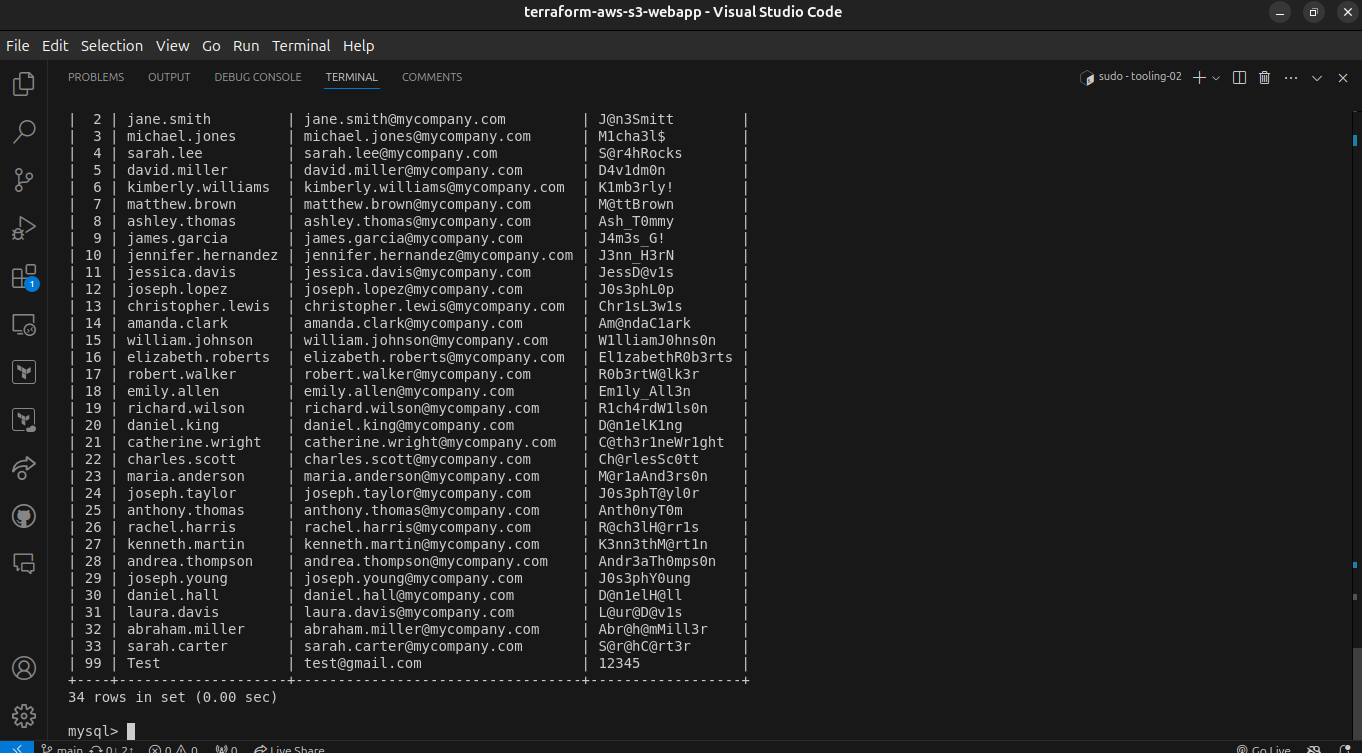 terraform-aws-s3-webapp - Visual Studio Code
File Edit Selection View Go Run Terminal Help
PROBLEMS OUTPUT DEBUG CONSOLE TERMINAL COMMENTS sudo - tooling-02
| 2 | jane.smith | jane.smith@mycompany.com | J@n3Smitt |
| 3 | michael.jones | michael.jones@mycompany.com | M1cha3l$ |
| 4 | sarah.lee | sarah.lee@mycompany.com | S@r4hRocks |
| 5 | david.miller | david.miller@mycompany.com | D4v1dm0n |
| 6 | kimberly.williams | kimberly.williams@mycompany.com | K1mb3rly! |
| 7 | matthew.brown | matthew.brown@mycompany.com | M@ttBrown |
| 8 | ashley.thomas | ashley.thomas@mycompany.com | Ash_T0mmy |
| 9 | james.garcia | james.garcia@mycompany.com | J4m3s_G! |
| 10 | jennifer.hernandez | jennifer.hernandez@mycompany.com | J3nn_H3rN |
| 11 | jessica.davis | jessica.davis@mycompany.com | JessD@v1s |
| 12 | joseph.lopez | joseph.lopez@mycompany.com | J0s3phL0p |
| 13 | christopher.lewis | christopher.lewis@mycompany.com | Chr1sL3w1s |
| 14 | amanda.clark | amanda.clark@mycompany.com | Am@ndaC1ark |
| 15 | william.johnson | william.johnson@mycompany.com | W1lliamJ0hns0n |
| 16 | elizabeth.roberts | elizabeth.roberts@mycompany.com | El1zabethR0b3rts |
| 17 | robert.walker | robert.walker@mycompany.com | R0b3rtW@lk3r |
| 18 | emily.allen | emily.allen@mycompany.com | Em1ly_All3n |
| 19 | richard.wilson | richard.wilson@mycompany.com | R1ch4rdW1ls0n |
| 20 | daniel.king | daniel.king@mycompany.com | D@n1elK1ng |
| 21 | catherine.wright | catherine.wright@mycompany.com | C@th3r1neWr1ght |
| 22 | charles.scott | charles.scott@mycompany.com | Ch@rlesSc0tt |
| 23 | maria.anderson | maria.anderson@mycompany.com | M@r1aAnd3rs0n |
| 24 | joseph.taylor | joseph.taylor@mycompany.com | J0s3phT@yl0r |
| 25 | anthony.thomas | anthony.thomas@mycompany.com | Anth0nyT0m |
| 26 | rachel.harris | rachel.harris@mycompany.com | R@ch3lH@rr1s |
| 27 | kenneth.martin | kenneth.martin@mycompany.com | K3nn3thM@rt1n |
| 28 | andrea.thompson | andrea.thompson@mycompany.com | Andr3aTh0mps0n |
| 29 | joseph.young | joseph.young@mycompany.com | J0s3phY0ung |
| 30 | daniel.hall | daniel.hall@mycompany.com | D@n1elH@ll |
| 31 | laura.davis | laura.davis@mycompany.com | L@ur@D@v1s |
| 32 | abraham.miller | abraham.miller@mycompany.com | Abr@h@mMill3r |
| 33 | sarah.carter | sarah.carter@mycompany.com | S@r@hC@rt3r |
| 99 | Test | test@gmail.com | 12345 |
+----+--------------------+----------------------------------+------------------+
34 rows in set (0.00 sec)
mysql>
1
main 0↓ 2↑ 0 0 0 Live Share Go Live